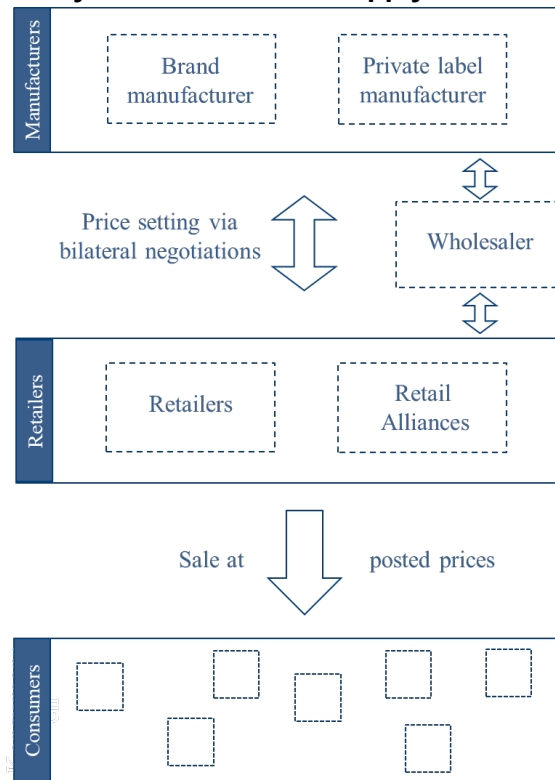 supply
Manufacturers
Brand
manufacturer
Private label
manufacturer
Price setting via
bilateral negotiations
Wholesaler
Retailers
Retailers
Retail
Alliances
Sale at
posted prices
Consumers